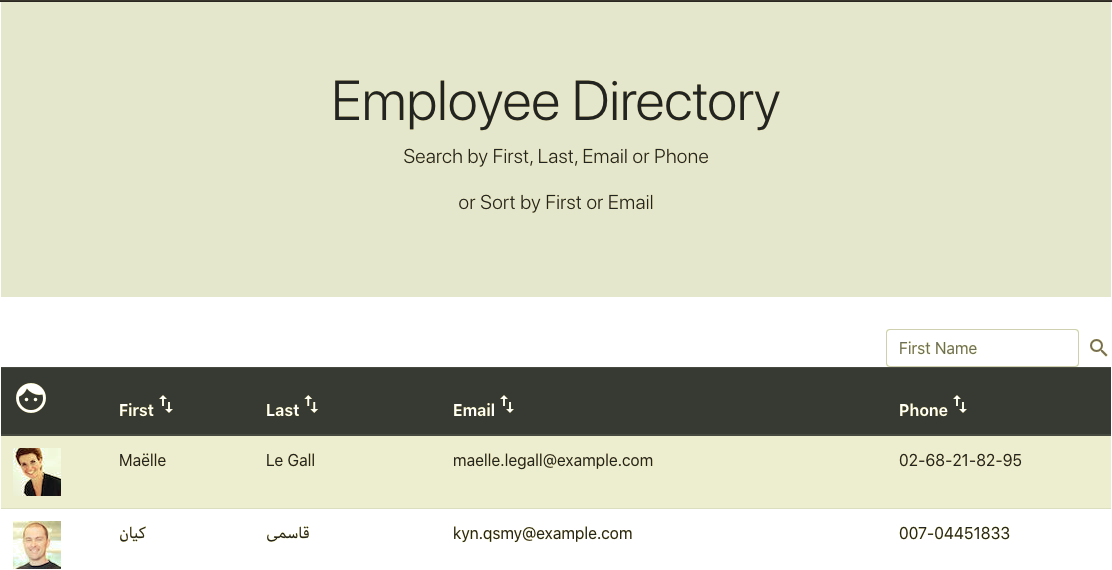 Employee Directory
Search by First, Last, Email or Phone
or Sort by First or Email
First Name
First Last Email Phone
Maëlle Le Gall maelle.legall@example.com 02-68-21-82-95
کیان قاسمی kyn.qsmy@example.com 007-04451833